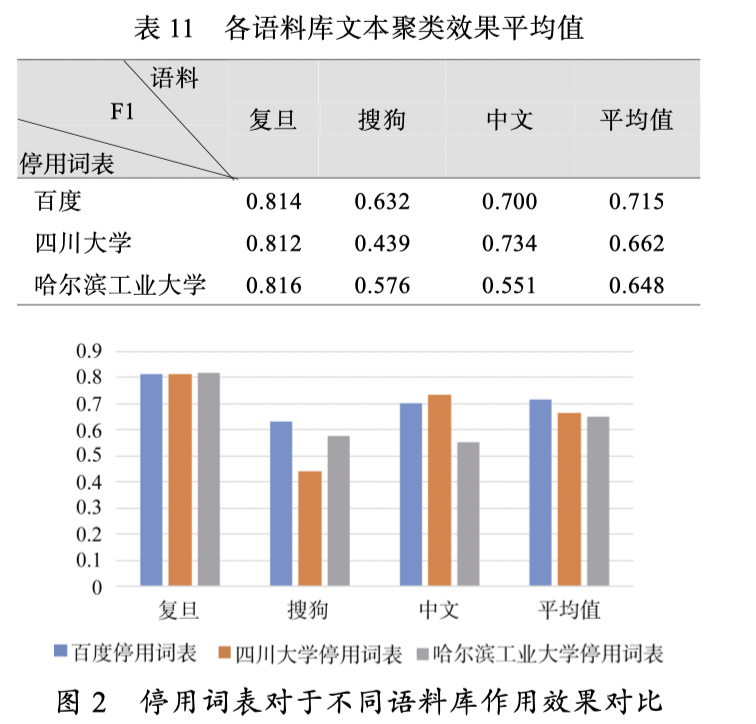 表 11 各语料库文本聚类效果平均值
语料
F1
停用词表
复旦 搜狗 中文 平均值
百度 0.814 0.632 0.700 0.715
四川大学 0.812 0.439 0.734 0.662
哈尔滨工业大学 0.816 0.576 0.551 0.648
0.9
0.8
0.7
0.6
0.5
0.4
0.3
0.2
0.1
0
复旦 搜狗 中文 平均值
百度停用词表 四川大学停用词表 哈尔滨工业大学停用词表
图 2 停用词表对于不同语料库作用效果对比